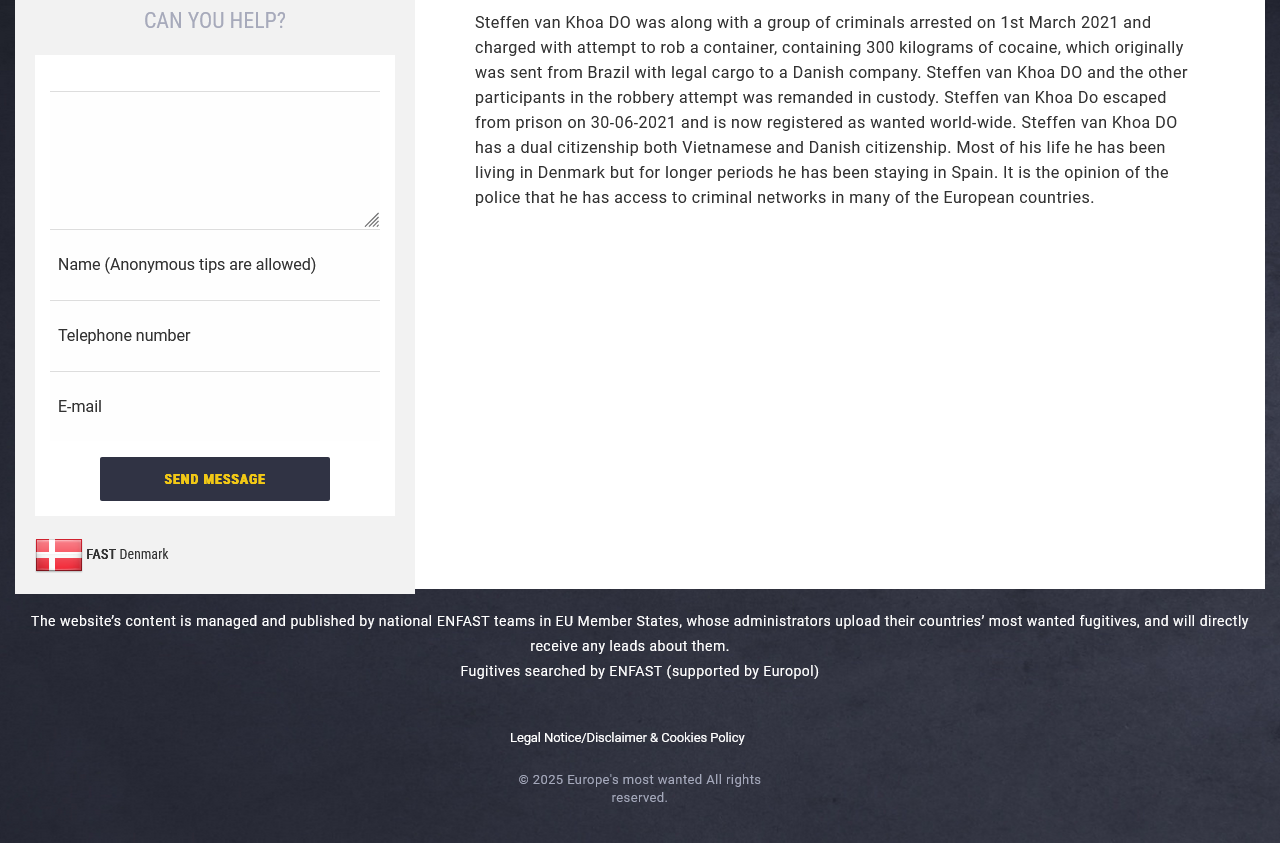 CAN YOU HELP?
Name (Anonymous tips are allowed)
Telephone number
E-mail
SEND MESSAGE
FAST Denmark
Steffen van Khoa DO was along with a group of criminals arrested on 1st March 2021 and
charged with attempt to rob a container, containing 300 kilograms of cocaine, which originally
was sent from Brazil with legal cargo to a Danish company. Steffen van Khoa DO and the other
participants in the robbery attempt was remanded in custody. Steffen van Khoa Do escaped
from prison on 30-06-2021 and is now registered as wanted world-wide. Steffen van Khoa DO
has a dual citizenship both Vietnamese and Danish citizenship. Most of his life he has been
living in Denmark but for longer periods he has been staying in Spain. It is the opinion of the
police that he has access to criminal networks in many of the European countries.
The website’s content is managed and published by national ENFAST teams in EU Member States, whose administrators upload their countries’ most wanted fugitives, and will directly
receive any leads about them.
Fugitives searched by ENFAST (supported by Europol)
Legal Notice/Disclaimer & Cookies Policy
© 2025 Europe's most wanted All rights
reserved.